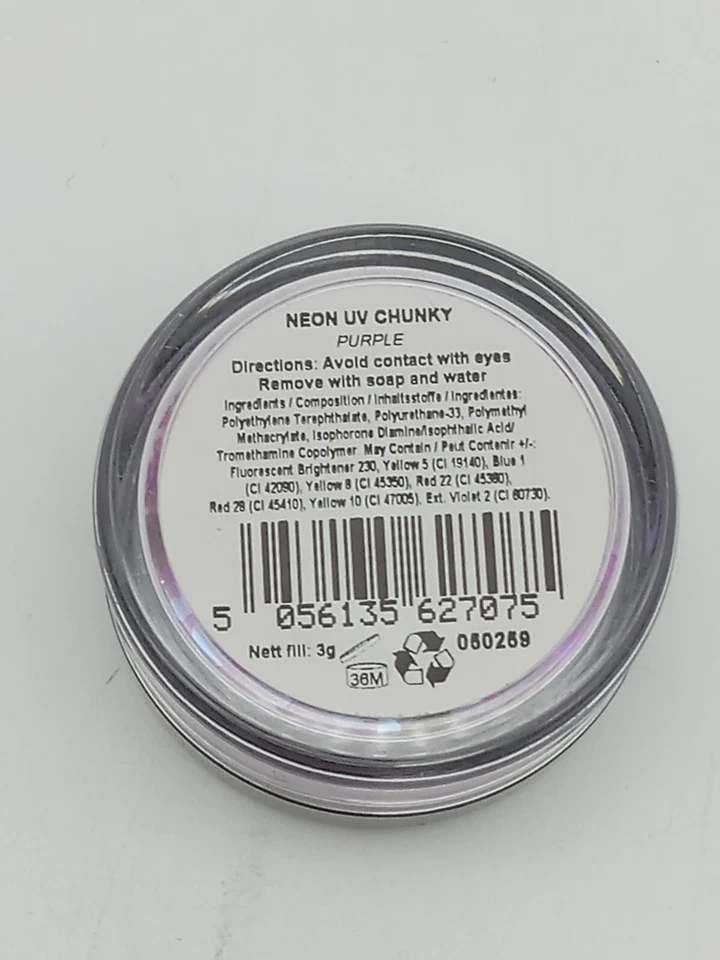 NEON UV CHUNKY
PURPLE
Directions: Avoid contact with eyes
Remove with soap and water
Ingredients / Composition / Inhaltsstoffe / Ingredientes:
Polyethylene Terephthalate, Polyurethane-33, Polymethyl
Methacrylate, Isophorone Diamine/Isophthalic Acid/
Tromethamine Copolymer. May Contain / Peut Contenir +/-:
Fluorescent Brightener 230, Yellow 5 (CI 19140), Blue 1
(CI 42090), Yellow 8 (CI 45350), Red 22 (CI 45380),
Red 28 (CI 45410), Yellow 10 (CI 47005), Ext. Violet 2 (CI 60730).
5 056135 627075
Nett fill: 3g 36M 050259